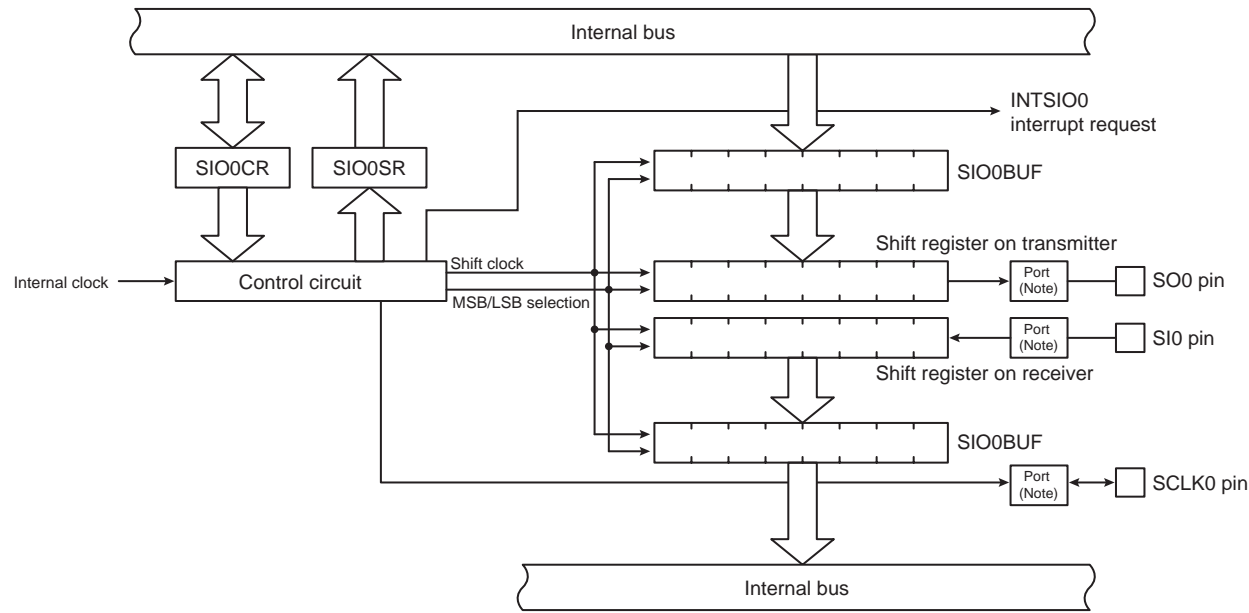 Internal bus
INTSIO0
interrupt request
SIO0CR
SIO0SR
SIO0BUF
Shift register on transmitter
Internal clock
Control circuit
Shift clock
MSB/LSB selection
Port
(Note)
SO0 pin
Port
(Note)
SI0 pin
Shift register on receiver
SIO0BUF
Port
(Note)
SCLK0 pin
Internal bus